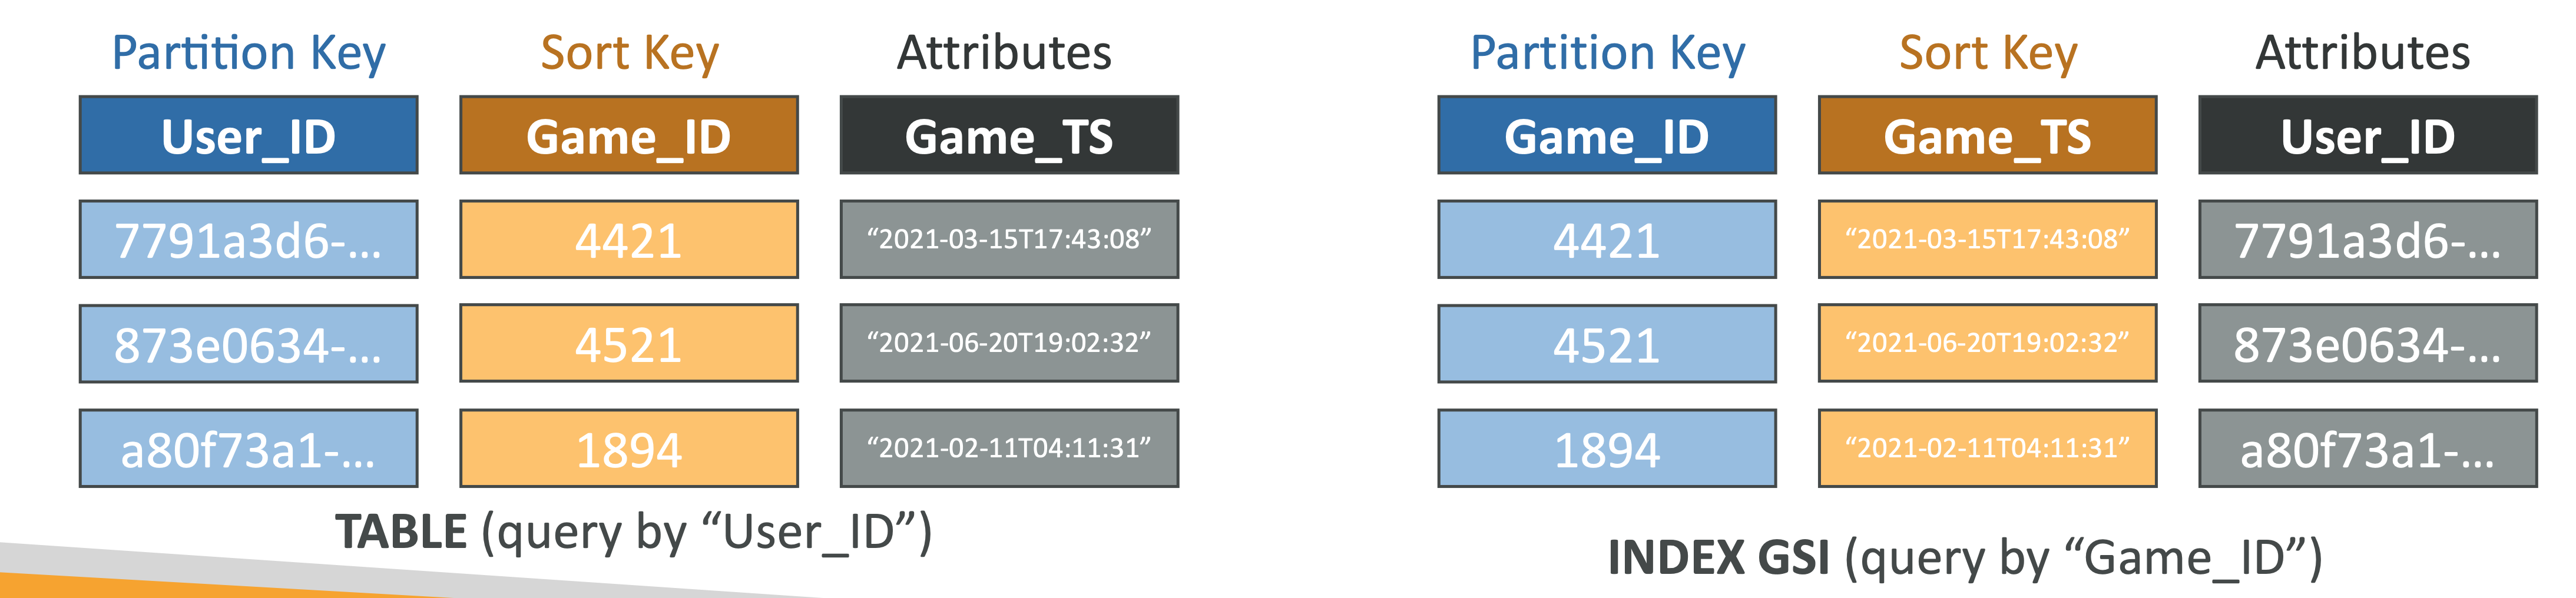 Partition Key Sort Key Attributes
User_ID Game_ID Game_TS
7791a3d6-... 4421 “2021-03-15T17:43:08”
873e0634-... 4521 “2021-06-20T19:02:32”
a80f73a1-... 1894 “2021-02-11T04:11:31”
TABLE (query by “User_ID”)
Partition Key Sort Key Attributes
Game_ID Game_TS User_ID
4421 “2021-03-15T17:43:08” 7791a3d6-...
4521 “2021-06-20T19:02:32” 873e0634-...
1894 “2021-02-11T04:11:31” a80f73a1-...
INDEX GSI (query by “Game_ID”)